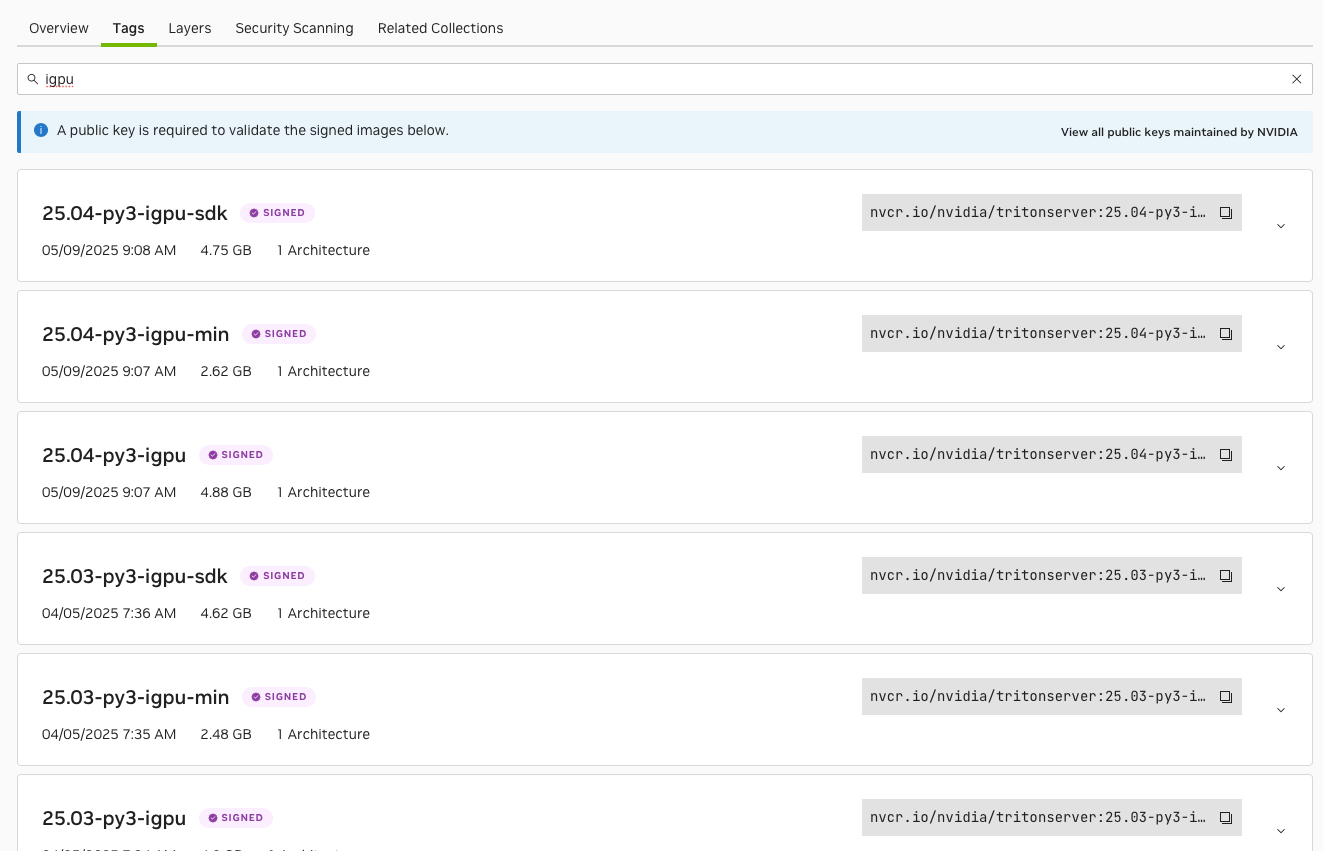 Overview Tags Layers Security Scanning Related Collections
igpu
A public key is required to validate the signed images below. View all public keys maintained by NVIDIA
25.04-py3-igpu-sdk SIGNED nvcr.io/nvidia/tritonserver:25.04-py3-i…
05/09/2025 9:08 AM 4.75 GB 1 Architecture
25.04-py3-igpu-min SIGNED nvcr.io/nvidia/tritonserver:25.04-py3-i…
05/09/2025 9:07 AM 2.62 GB 1 Architecture
25.04-py3-igpu SIGNED nvcr.io/nvidia/tritonserver:25.04-py3-i…
05/09/2025 9:07 AM 4.88 GB 1 Architecture
25.03-py3-igpu-sdk SIGNED nvcr.io/nvidia/tritonserver:25.03-py3-i…
04/05/2025 7:36 AM 4.62 GB 1 Architecture
25.03-py3-igpu-min SIGNED nvcr.io/nvidia/tritonserver:25.03-py3-i…
04/05/2025 7:35 AM 2.48 GB 1 Architecture
25.03-py3-igpu SIGNED nvcr.io/nvidia/tritonserver:25.03-py3-i…